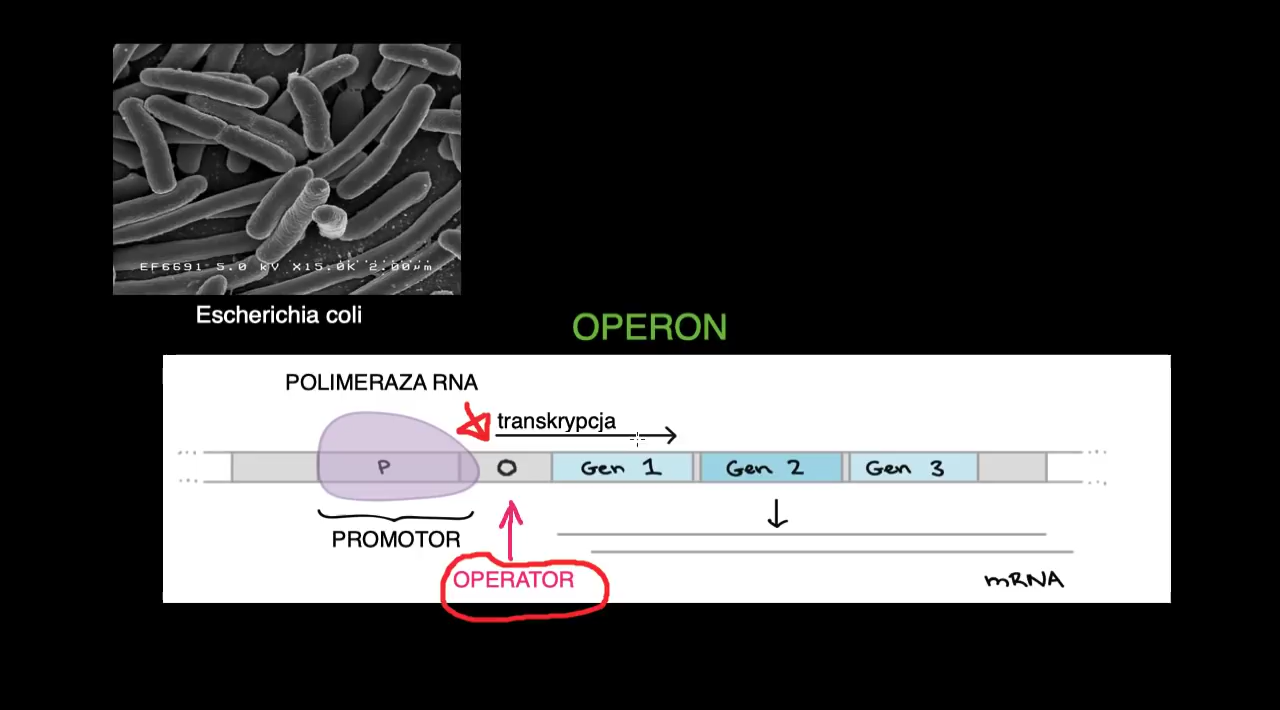 EF6691 5.0 kV X15.0K 2.00µm
Escherichia coli
OPERON
POLIMERAZA RNA
transkrypcja
P O Gen 1 Gen 2 Gen 3
PROMOTOR
OPERATOR
mRNA